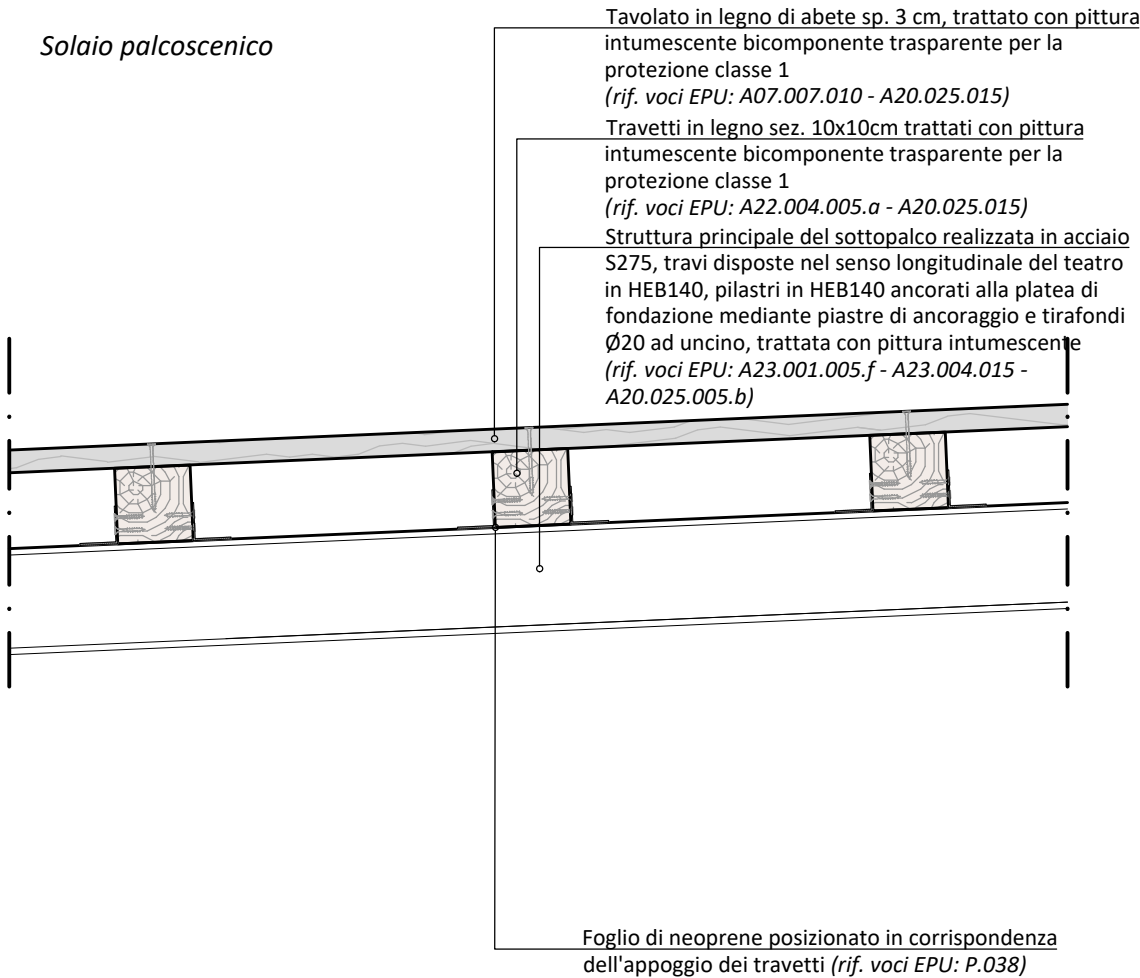 Solaio palcoscenico
Tavolato in legno di abete sp. 3 cm, trattato con pittura
intumescente bicomponente trasparente per la
protezione classe 1
(rif. voci EPU: A07.007.010 - A20.025.015)
Travetti in legno sez. 10x10cm trattati con pittura
intumescente bicomponente trasparente per la
protezione classe 1
(rif. voci EPU: A22.004.005.a - A20.025.015)
Struttura principale del sottopalco realizzata in acciaio
S275, travi disposte nel senso longitudinale del teatro
in HEB140, pilastri in HEB140 ancorati alla platea di
fondazione mediante piastre di ancoraggio e tirafondi
Ø20 ad uncino, trattata con pittura intumescente
(rif. voci EPU: A23.001.005.f - A23.004.015 -
A20.025.005.b)
Foglio di neoprene posizionato in corrispondenza
dell'appoggio dei travetti (rif. voci EPU: P.038)